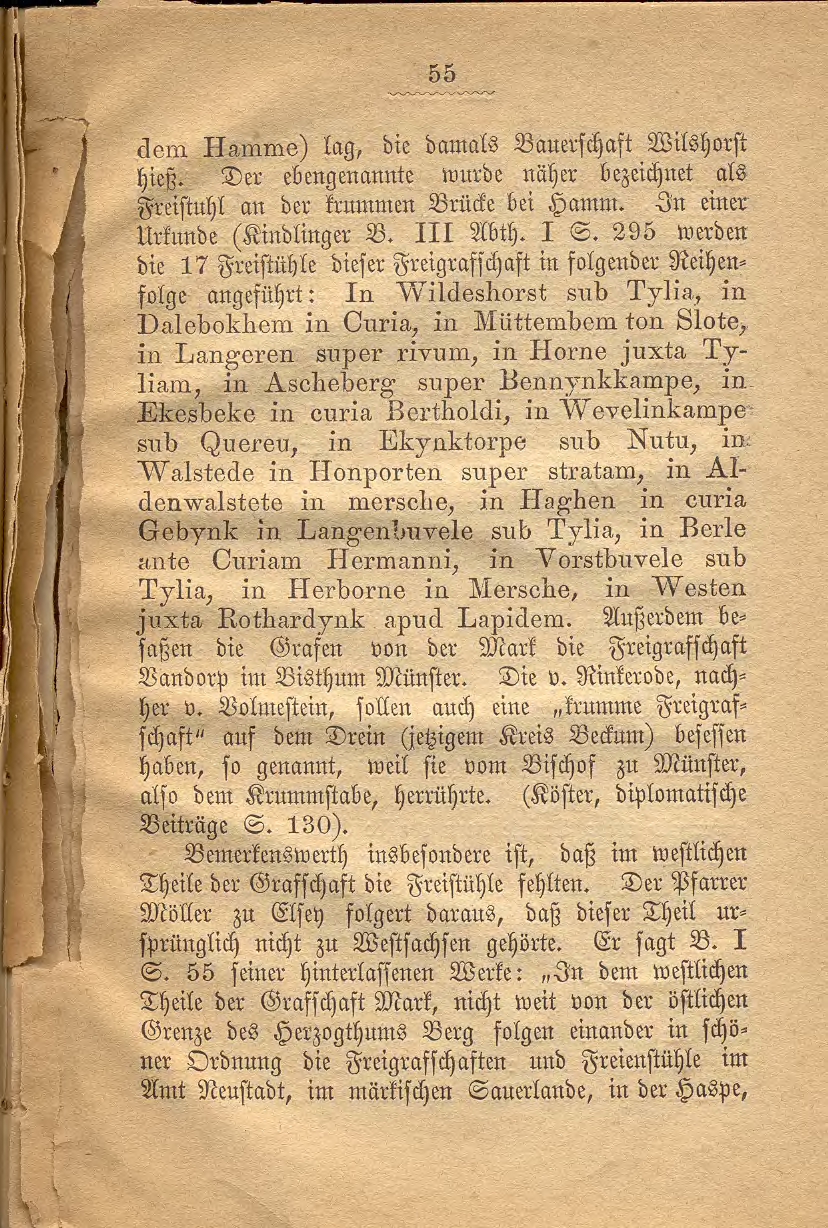 55
dem Hamme) lag, die damals Bauerschaft Wilshorst
hieß. Der ebengenannte wurde näher bezeichnet als
Freistuhl an der krummen Brücke bei Hamm. In einer
Urkunde (Kindlinger B. III Abth. I S. 295 werden
die 17 Freistühle dieser Freigrafschaft in folgender Reihen-
folge angeführt: In Wildeshorst sub Tylia, in
Dalebokhem in Curia, in Müttembem ton Slote,
in Langeren super rivum, in Horne juxta Ty-
liam, in Ascheberg super Bennynkkampe, in
Ekesbeke in curia Bertholdi, in Wevelinkampe
sub Quereu, in Ekynktorpe sub Nutu, in
Walstede in Honporten super stratam, in Al-
denwalstete in mersche, in Haghen in curia
Gebynk in Langenbuvele sub Tylia, in Berle
ante Curiam Hermanni, in Vorstbuvele sub
Tylia, in Herborne in Mersche, in Westen
juxta Rothardynk apud Lapidem. Außerdem be-
saßen die Grafen von der Mark die Freigrafschaft
Vandorp im Bisthum Münster. Die v. Rinkerode, nach-
her v. Volmestein, sollen auch eine „krumme Freigraf-
schaft“ auf dem Drein (jetzigem Kreis Beckum) besessen
haben, so genannt, weil sie vom Bischof zu Münster,
also dem Krummstabe, herrührte. (Köster, diplomatische
Beiträge S. 130).
Bemerkenswerth insbesondere ist, daß im westlichen
Theile der Grafschaft die Freistühle fehlten. Der Pfarrer
Möller zu Elsey folgert daraus, daß dieser Theil ur-
sprünglich nicht zu Westsachsen gehörte. Er sagt B. I
S. 55 seiner hinterlassenen Werke: „In dem westlichen
Theile der Grafschaft Mark, nicht weit von der östlichen
Grenze des Herzogthums Berg folgen einander in schö-
ner Ordnung die Freigrafschaften und Freienstühle im
Amt Neustadt, im märkischen Sauerlande, in der Haspe,